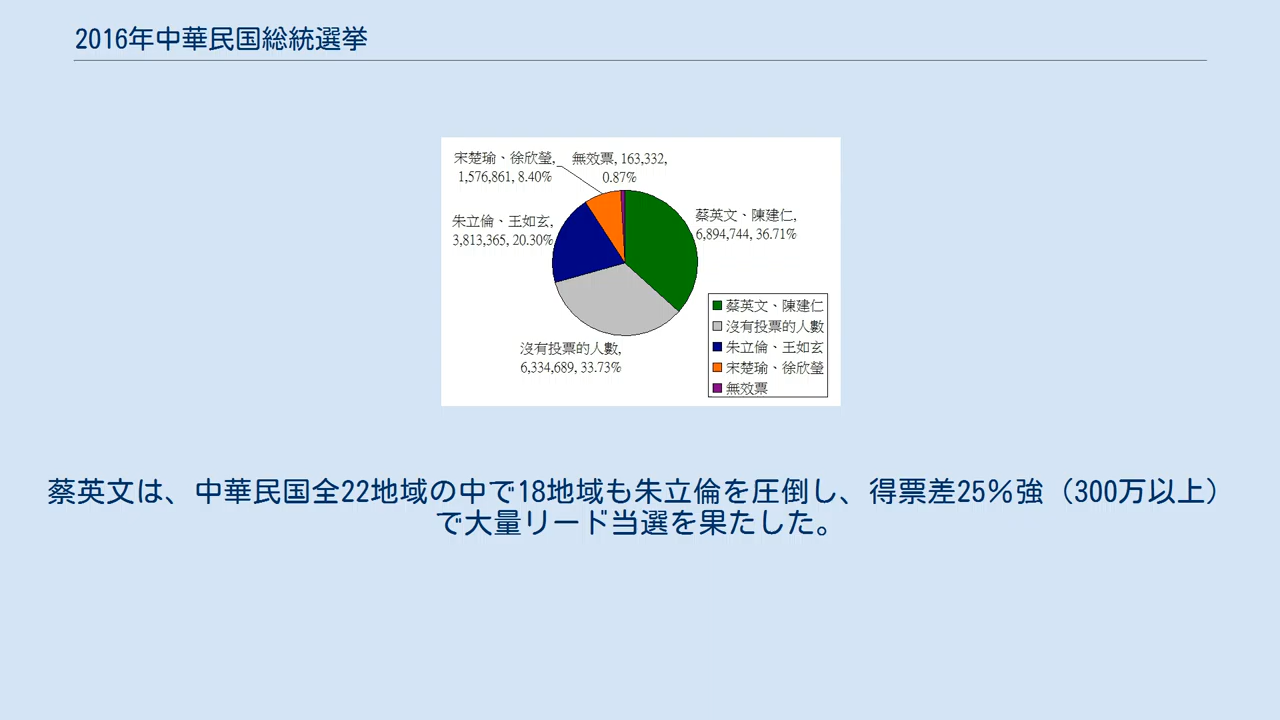 2016年中華民国総統選挙
宋楚瑜、徐欣瑩,
1,576,861, 8.40%
無效票, 163,332,
0.87%
朱立倫、王如玄,
3,813,365, 20.30%
蔡英文、陳建仁,
6,894,744, 36.71%
沒有投票的人數,
6,334,689, 33.73%
蔡英文、陳建仁
沒有投票的人數
朱立倫、王如玄
宋楚瑜、徐欣瑩
無效票
蔡英文は、中華民国全22地域の中で18地域も朱立倫を圧倒し、得票差25%強（300万以上）
で大量リード当選を果たした。